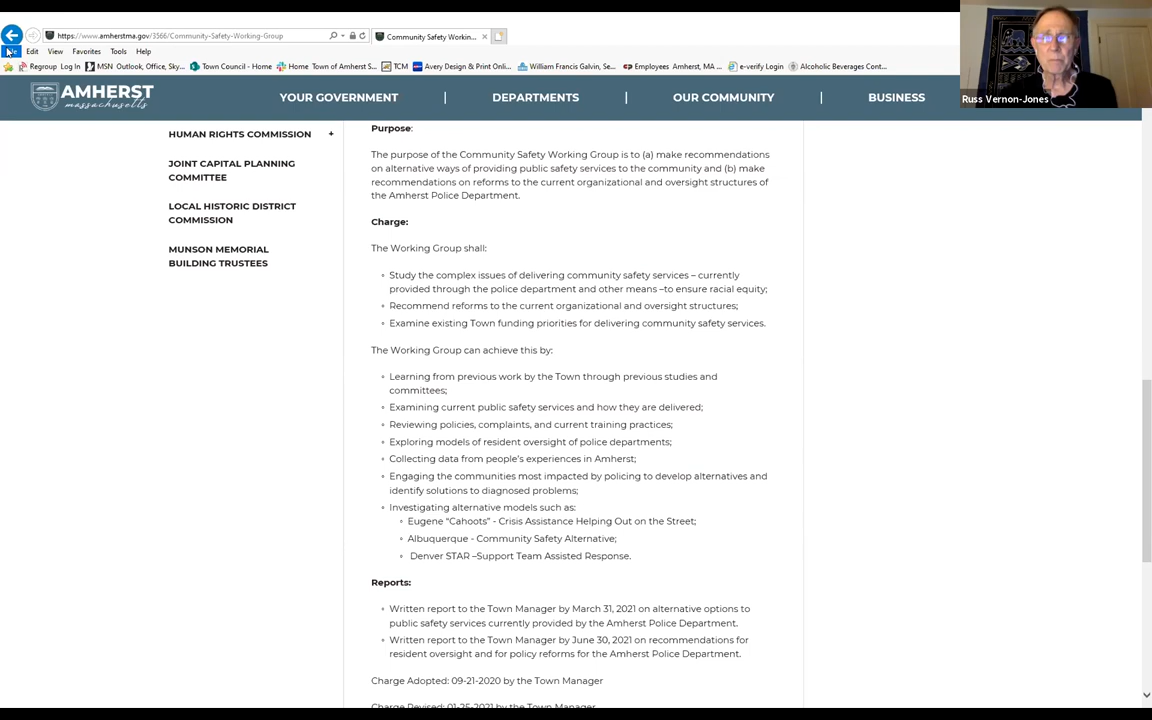 https://www.amherstma.gov/3566/Community-Safety-Working-Group
Community Safety Workin...
Edit View Favorites Tools Help
Regroup Log In MSN Outlook, Office, Sky... Town Council - Home Home Town of Amherst S... TCM Avery Design & Print Onli... William Francis Galvin, Se... Employees Amherst, MA ... e-verify Login Alcoholic Beverages Cont...
Russ Vernon-Jones
AMHERST
massachusetts
YOUR GOVERNMENT | DEPARTMENTS | OUR COMMUNITY | BUSINESS
HUMAN RIGHTS COMMISSION +
JOINT CAPITAL PLANNING
COMMITTEE
LOCAL HISTORIC DISTRICT
COMMISSION
MUNSON MEMORIAL
BUILDING TRUSTEES
Purpose:
The purpose of the Community Safety Working Group is to (a) make recommendations
on alternative ways of providing public safety services to the community and (b) make
recommendations on reforms to the current organizational and oversight structures of
the Amherst Police Department.
Charge:
The Working Group shall:
Study the complex issues of delivering community safety services – currently
provided through the police department and other means –to ensure racial equity;
Recommend reforms to the current organizational and oversight structures;
Examine existing Town funding priorities for delivering community safety services.
The Working Group can achieve this by:
Learning from previous work by the Town through previous studies and
committees;
Examining current public safety services and how they are delivered;
Reviewing policies, complaints, and current training practices;
Exploring models of resident oversight of police departments;
Collecting data from people's experiences in Amherst;
Engaging the communities most impacted by policing to develop alternatives and
identify solutions to diagnosed problems;
Investigating alternative models such as:
Eugene "Cahoots" - Crisis Assistance Helping Out on the Street;
Albuquerque - Community Safety Alternative;
Denver STAR –Support Team Assisted Response.
Reports:
Written report to the Town Manager by March 31, 2021 on alternative options to
public safety services currently provided by the Amherst Police Department.
Written report to the Town Manager by June 30, 2021 on recommendations for
resident oversight and for policy reforms for the Amherst Police Department.
Charge Adopted: 09-21-2020 by the Town Manager
Charge Revised: 01-25-2021 by the Town Manager